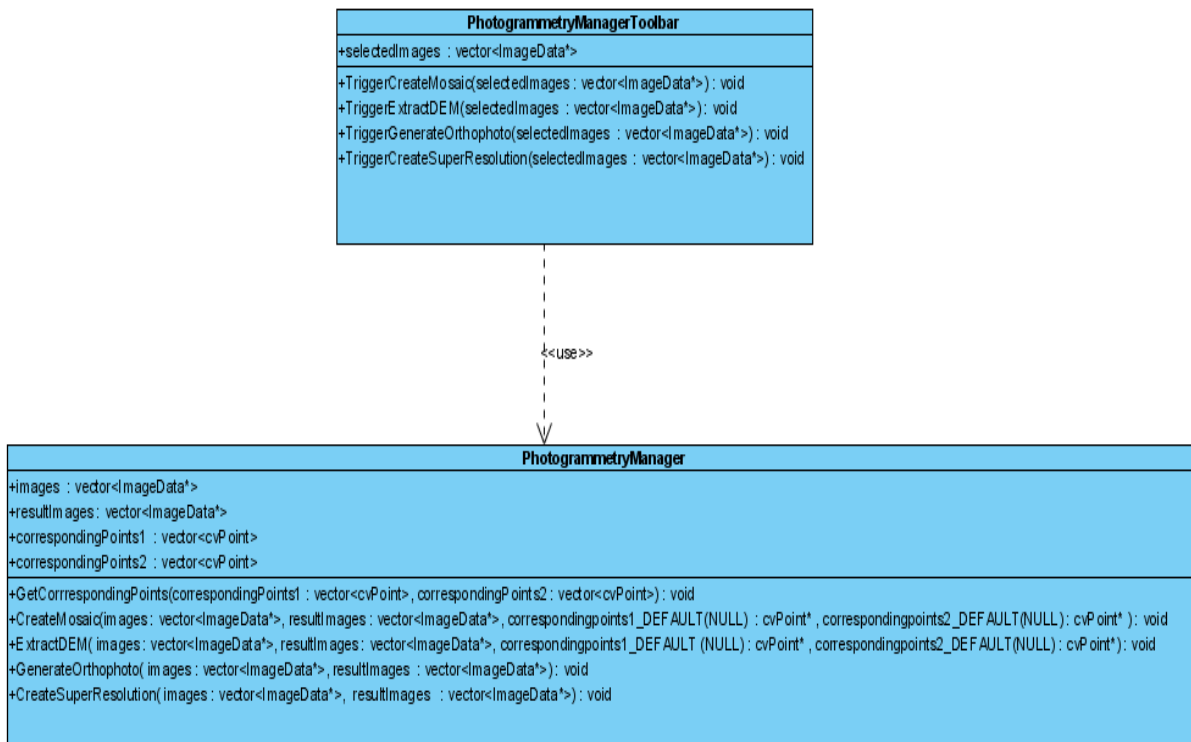 PhotogrammetryManagerToolbar
+selectedImages : vector<ImageData*>
+TriggerCreateMosaic(selectedImages : vector<ImageData*>) : void
+TriggerExtractDEM(selectedImages : vector<ImageData*>) : void
+TriggerGenerateOrthophoto(selectedImages : vector<ImageData*>) : void
+TriggerCreateSuperResolution(selectedImages : vector<ImageData*>) : void
<<use>>
PhotogrammetryManager
+images : vector<ImageData*>
+resultImages : vector<ImageData*>
+correspondingPoints1 : vector<cvPoint>
+correspondingPoints2 : vector<cvPoint>
+GetCorrrespondingPoints(correspondingPoints1 : vector<cvPoint>, correspondingPoints2 : vector<cvPoint>) : void
+CreateMosaic(images : vector<ImageData*>, resultImages : vector<ImageData*>, correspondingpoints1_DEFAULT(NULL) : cvPoint* , correspondingpoints2_DEFAULT(NULL) : cvPoint* ) : void
+ExtractDEM( images : vector<ImageData*>, resultImages : vector<ImageData*>, correspondingpoints1_DEFAULT (NULL) : cvPoint* , correspondingpoints2_DEFAULT(NULL) : cvPoint*) : void
+GenerateOrthophoto( images : vector<ImageData*>, resultImages : vector<ImageData*>) : void
+CreateSuperResolution( images : vector<ImageData*>, resultImages : vector<ImageData*>) : void